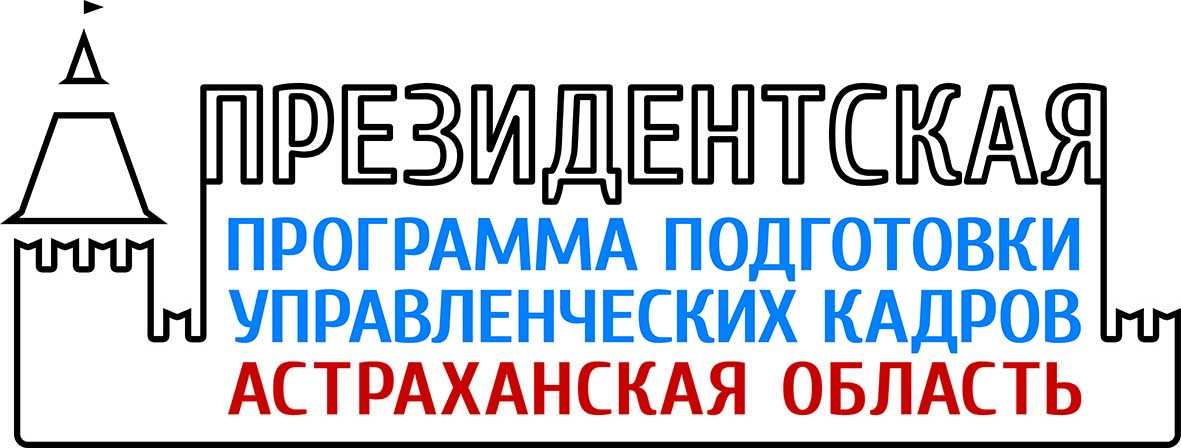 ПРЕЗИДЕНТСКАЯ
ПРОГРАММА ПОДГОТОВКИ
УПРАВЛЕНЧЕСКИХ КАДРОВ
АСТРАХАНСКАЯ ОБЛАСТЬ